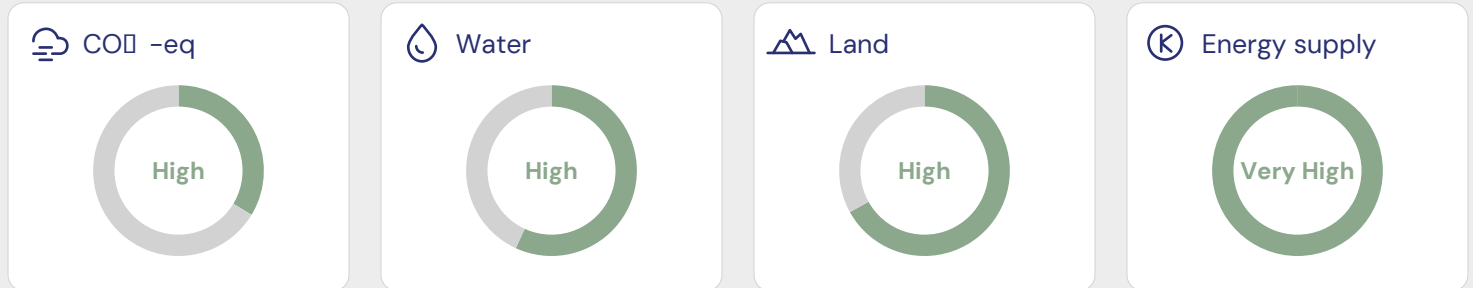 CO▯ -eq
High
Water
High
Land
High
Energy supply
Very High